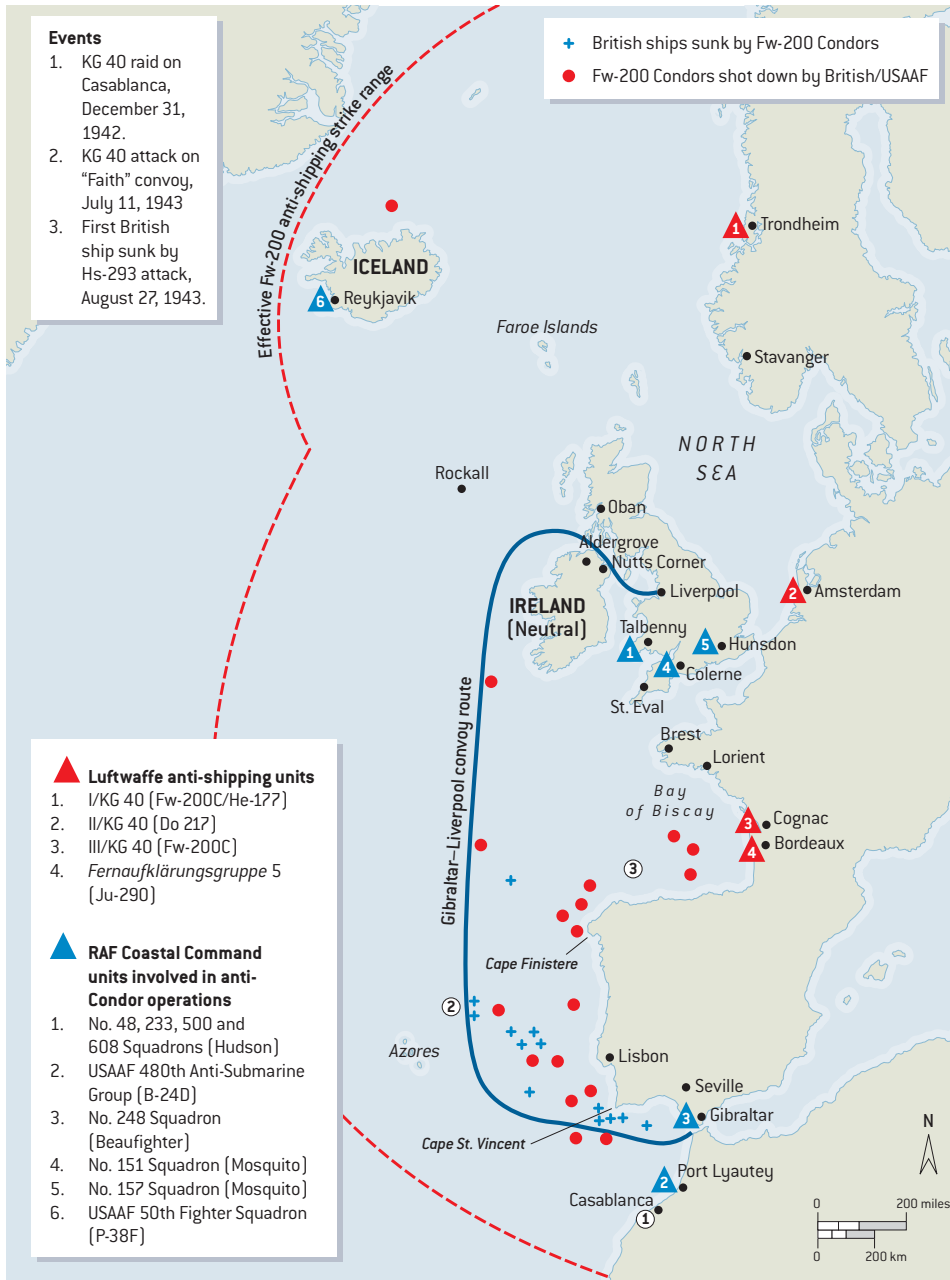 Events
1. KG 40 raid on
Casablanca,
December 31,
1942.
2. KG 40 attack on
“Faith” convoy,
July 11, 1943
3. First British
ship sunk by
Hs-293 attack,
August 27, 1943.
British ships sunk by Fw-200 Condors
Fw-200 Condors shot down by British/USAAF
Effective Fw-200 anti-shipping strike range
1
Trondheim
ICELAND
6
Reykjavik
Faroe Islands
Stavanger
NORTH
SEA
Rockall
Oban
Aldergrove
Nutts Corner
Liverpool
2
Amsterdam
IRELAND
(Neutral)
Talbenny
1
5
Hunsdon
4
Colerne
St. Eval
Brest
Lorient
Bay
of Biscay
3
Cognac
4
Bordeaux
3
Gibraltar–Liverpool convoy route
Cape Finistere
2
Azores
Lisbon
Seville
3
Gibraltar
Cape St. Vincent
2
Port Lyautey
Casablanca
1
N
0
200 miles
0
200 km
Luftwaffe anti-shipping units
1. I/KG 40 (Fw-200C/He-177)
2. II/KG 40 (Do 217)
3. III/KG 40 (Fw-200C)
4. Fernaufklärungsgruppe 5
(Ju-290)
RAF Coastal Command
units involved in anti-
Condor operations
1. No. 48, 233, 500 and
608 Squadrons (Hudson)
2. USAAF 480th Anti-Submarine
Group (B-24D)
3. No. 248 Squadron
(Beaufighter)
4. No. 151 Squadron (Mosquito)
5. No. 157 Squadron (Mosquito)
6. USAAF 50th Fighter Squadron
(P-38F)